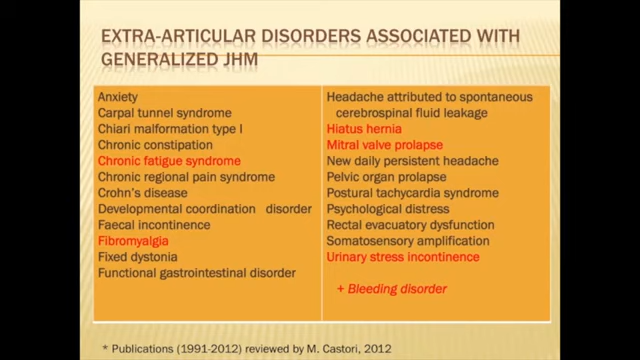 EXTRA-ARTICULAR DISORDERS ASSOCIATED WITH
GENERALIZED JHM
Anxiety
Carpal tunnel syndrome
Chiari malformation type I
Chronic constipation
Chronic fatigue syndrome
Chronic regional pain syndrome
Crohn's disease
Developmental coordination disorder
Faecal incontinence
Fibromyalgia
Fixed dystonia
Functional gastrointestinal disorder
Headache attributed to spontaneous
cerebrospinal fluid leakage
Hiatus hernia
Mitral valve prolapse
New daily persistent headache
Pelvic organ prolapse
Postural tachycardia syndrome
Psychological distress
Rectal evacuatory dysfunction
Somatosensory amplification
Urinary stress incontinence
+ Bleeding disorder
* Publications (1991-2012) reviewed by M. Castori, 2012